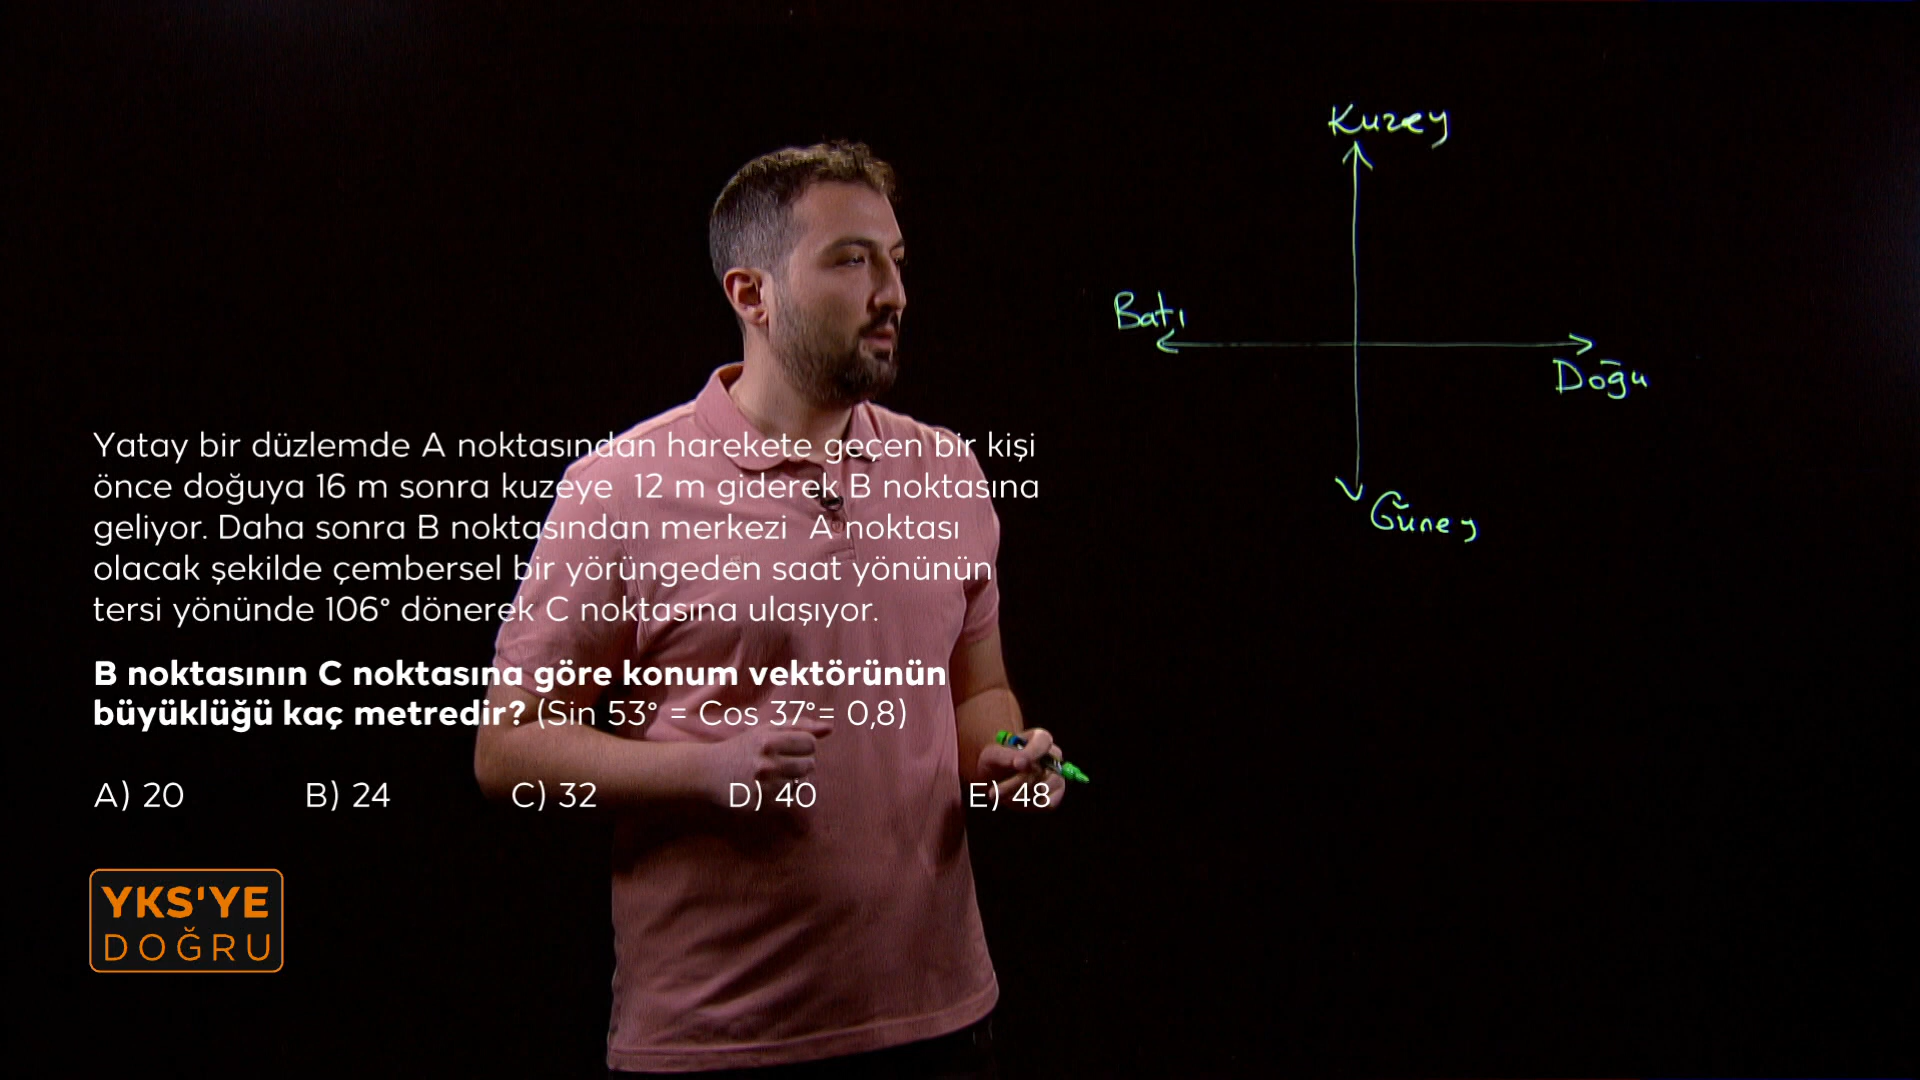 Kuzey
Batı
Doğu
Güney
Yatay bir düzlemde A noktasından harekete geçen bir kişi
önce doğuya 16 m sonra kuzeye 12 m giderek B noktasına
geliyor. Daha sonra B noktasından merkezi A noktası
olacak şekilde çembersel bir yörüngeden saat yönünün
tersi yönünde 106° dönerek C noktasına ulaşıyor.
B noktasının C noktasına göre konum vektörünün
büyüklüğü kaç metredir? (Sin 53° = Cos 37°= 0,8)
A) 20 B) 24 C) 32 D) 40 E) 48
YKS'YE
DOĞRU